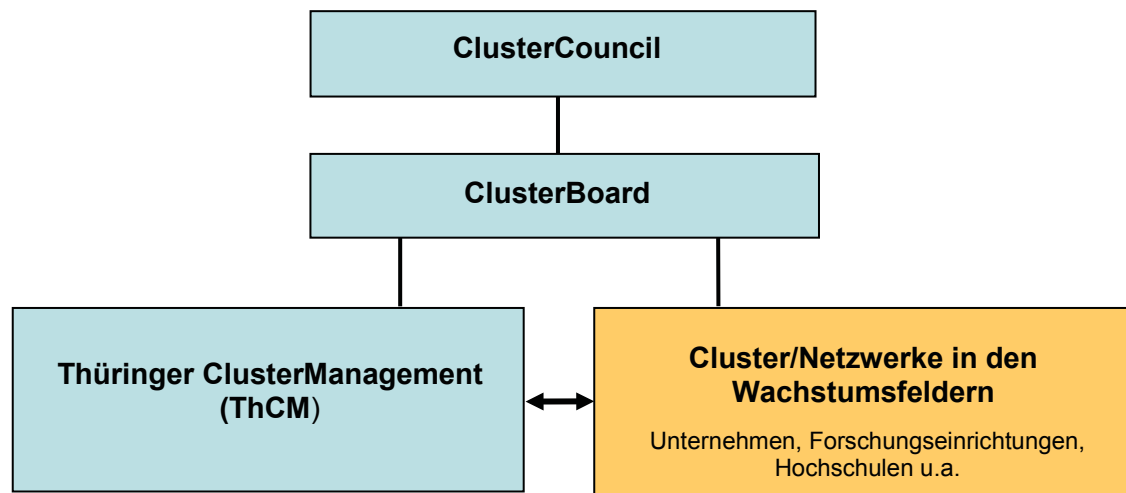 ClusterCouncil
ClusterBoard
Thüringer ClusterManagement
(ThCM)
Cluster/Netzwerke in den
Wachstumsfeldern
Unternehmen, Forschungseinrichtungen,
Hochschulen u.a.